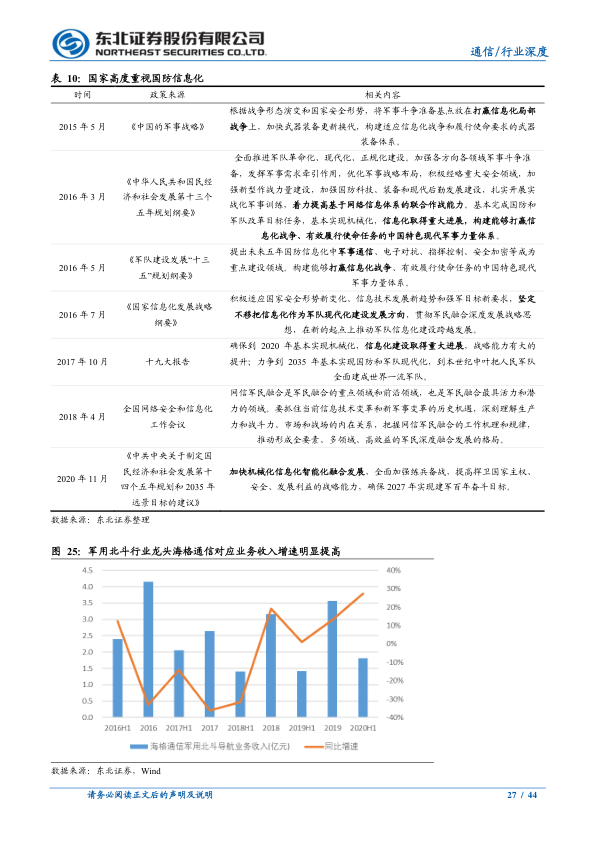 东北证券股份有限公司
NORTHEAST SECURITIES CO.,LTD.
通信/行业深度
表 10：国家高度重视国防信息化
时间 政策来源 相关内容
2015 年 5 月 《中国的军事战略》 根据战争形态演变和国家安全形势，将军事斗争准备基点放在打赢信息化局部
战争上，加快武器装备更新换代，构建适应信息化战争和履行使命要求的武器
装备体系。
2016 年 3 月 《中华人民共和国民经
济和社会发展第十三个
五年规划纲要》
全面推进军队革命化、现代化、正规化建设。加强各方向各领域军事斗争准
备，发挥军事需求牵引作用，优化军事战略布局，积极经略重大安全领域，加
强新型作战力量建设，加强国防科技、装备和现代后勤发展建设，扎实开展实
战化军事训练，着力提高基于网络信息体系的联合作战能力。基本完成国防和
军队改革目标任务，基本实现机械化，信息化取得重大进展，构建能够打赢信
息化战争、有效履行使命任务的中国特色现代军事力量体系。
2016 年 5 月 《军队建设发展“十三
五”规划纲要》
提出未来五年国防信息化中军事通信、电子对抗、指挥控制、安全加密等成为
重点建设领域。构建能够打赢信息化战争、有效履行使命任务的中国特色现代
军事力量体系。
2016 年 7 月 《国家信息化发展战略
纲要》
积极适应国家安全形势新变化、信息技术发展新趋势和强军目标新要求，坚定
不移把信息化作为军队现代化建设发展方向，贯彻军民融合深度发展战略思
想，在新的起点上推动军队信息化建设跨越发展。
2017 年 10 月 十九大报告
确保到 2020 年基本实现机械化，信息化建设取得重大进展，战略能力有大的
提升；力争到 2035 年基本实现国防和军队现代化，到本世纪中叶把人民军队
全面建成世界一流军队。
2018 年 4 月 全国网络安全和信息化
工作会议
网信军民融合是军民融合的重点领域和前沿领域，也是军民融合最具活力和潜
力的领域。要抓住当前信息技术变革和新军事变革的历史机遇，深刻理解生产
力和战斗力、市场和战场的内在关系，把握网信军民融合的工作机理和规律，
推动形成全要素、多领域、高效益的军民深度融合发展的格局。
2020 年 11 月 《中共中央关于制定国
民经济和社会发展第十
四个五年规划和 2035 年
远景目标的建议》
加快机械化信息化智能化融合发展，全面加强练兵备战，提高捍卫国家主权、
安全、发展利益的战略能力，确保 2027 年实现建军百年奋斗目标。
数据来源：东北证券整理
图 25：军用北斗行业龙头海格通信对应业务收入增速明显提高
4.5
4.0
3.5
3.0
2.5
2.0
1.5
1.0
0.5
0.0
40%
30%
20%
10%
0%
-10%
-20%
-30%
-40%
2016H1 2016 2017H1 2017 2018H1 2018 2019H1 2019 2020H1
海格通信军用北斗导航业务收入(亿元) 同比增速
数据来源：东北证券，Wind
请务必阅读正文后的声明及说明 27 / 44